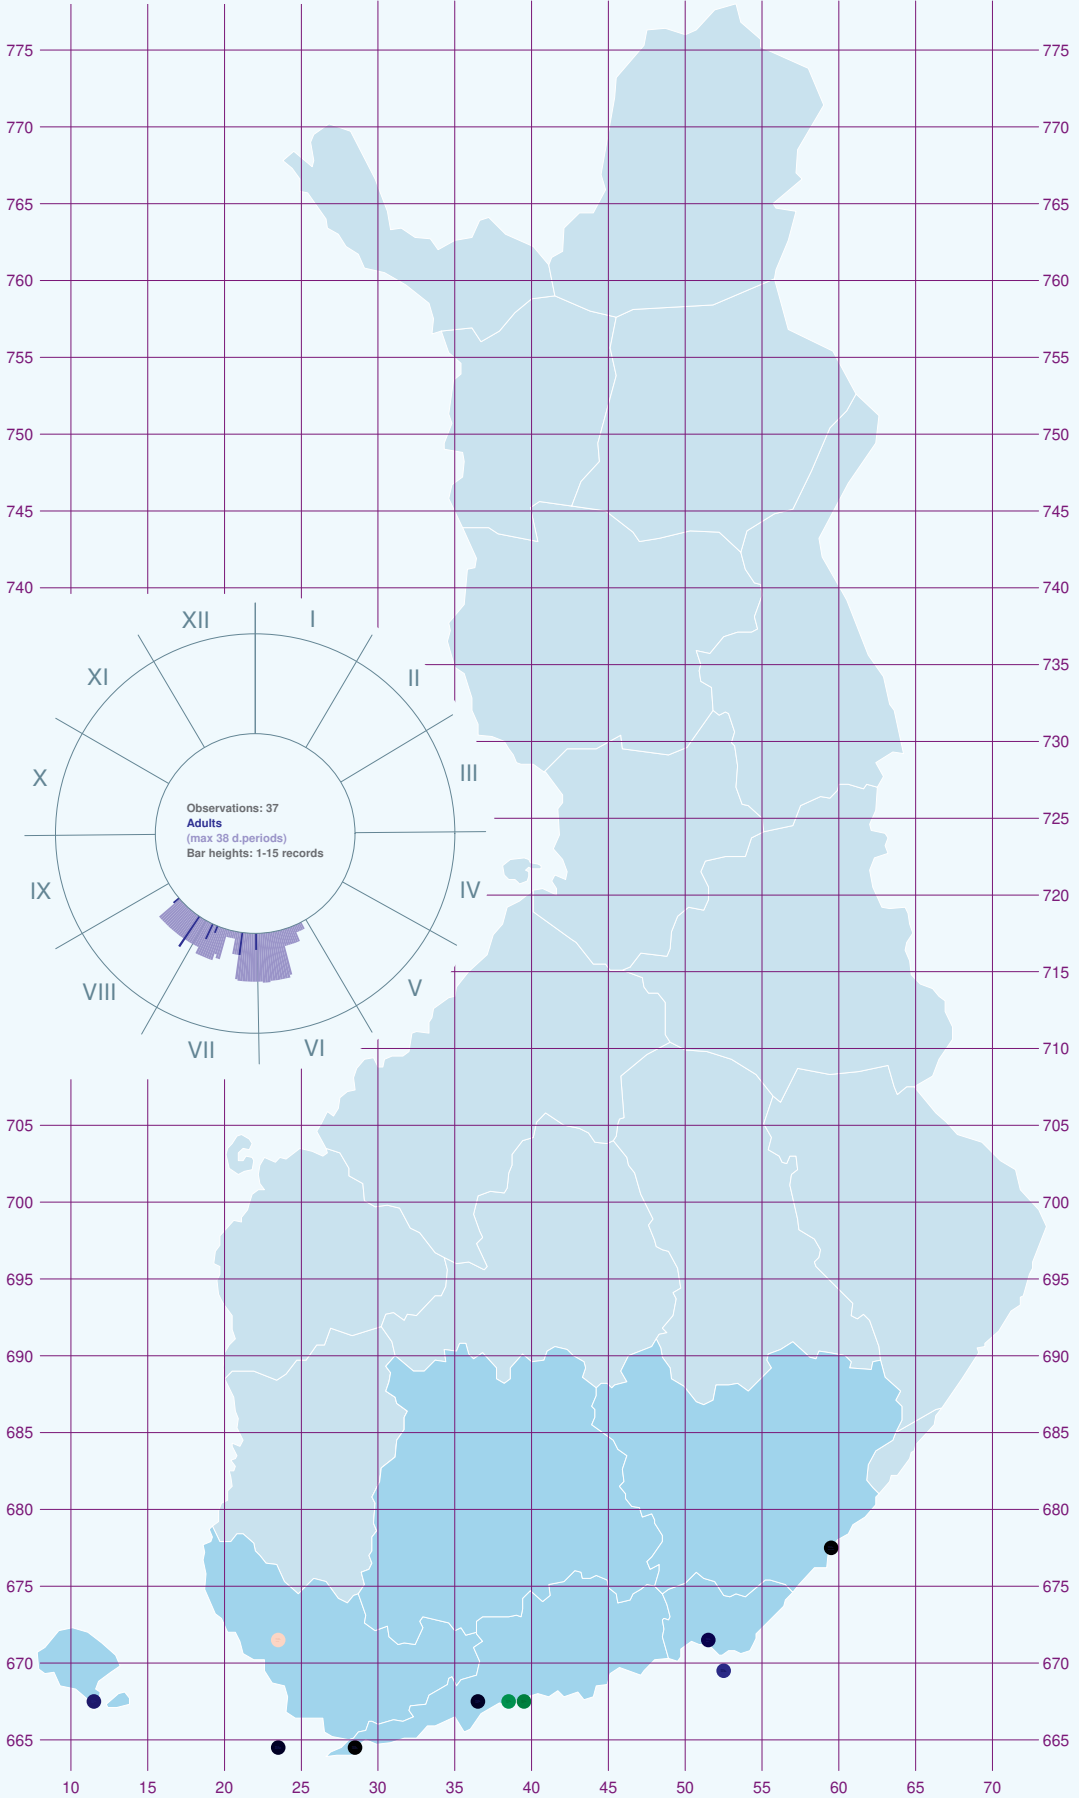 775 775
770 770
765 765
760 760
755 755
750 750
745 745
740 740
XII I
XI II
735
730
X III
Observations: 37
Adults
(max 38 d.periods)
Bar heights: 1-15 records
725
IX IV
720
VIII V
715
VII VI
710
705 705
700 700
695 695
690 690
685 685
680 680
675 675
670 670
665 665
10 15 20 25 30 35 40 45 50 55 60 65 70